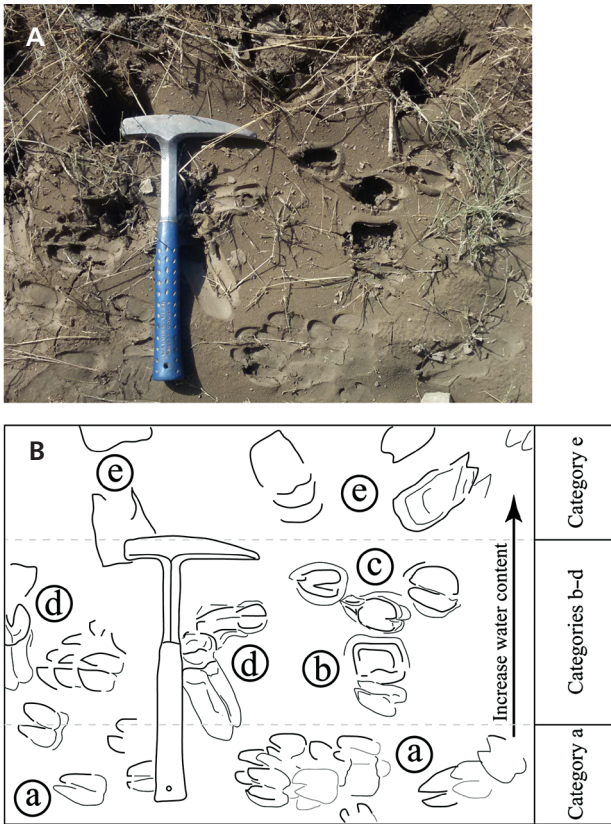 A
B
e
e
Category e
c
d
d
b
Categories b–d
Increase water content
a
a
Category a